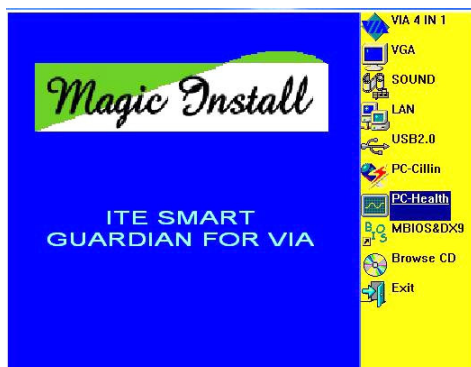 Magic Install
ITE SMART
GUARDIAN FOR VIA
VIA 4 IN 1
VGA
SOUND
LAN
USB2.0
PC-Cillin
PC-Health
BIOS
MBIOS&DX9
Browse CD
Exit